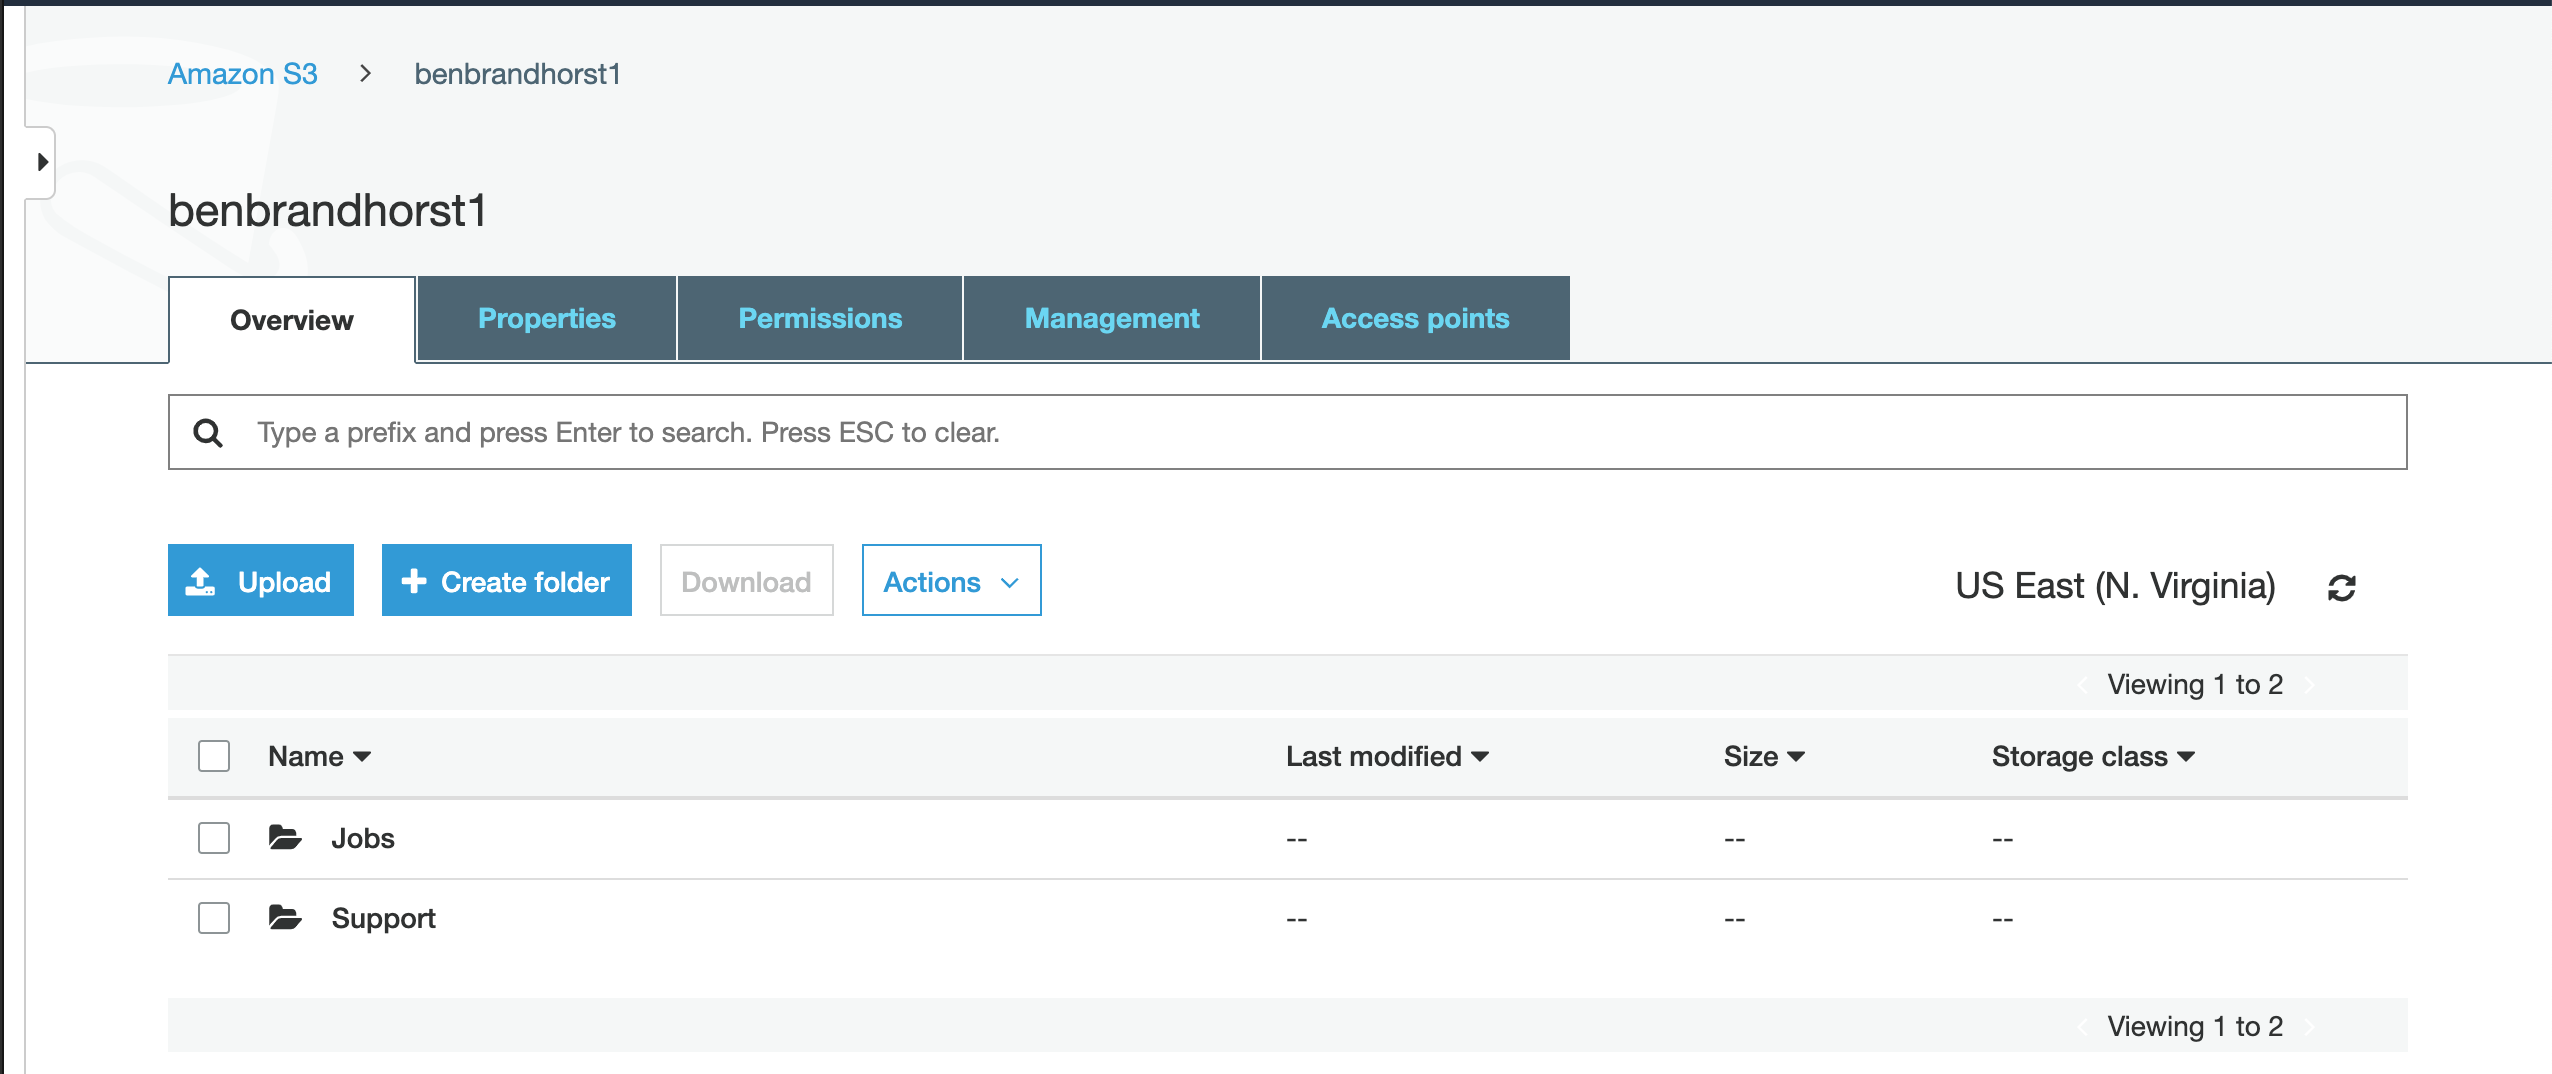 Amazon S3 > benbrandhorst1
benbrandhorst1
Overview Properties Permissions Management Access points
Type a prefix and press Enter to search. Press ESC to clear.
Upload + Create folder Download Actions US East (N. Virginia)
Viewing 1 to 2
Name Last modified Size Storage class
Jobs -- -- --
Support -- -- --
Viewing 1 to 2